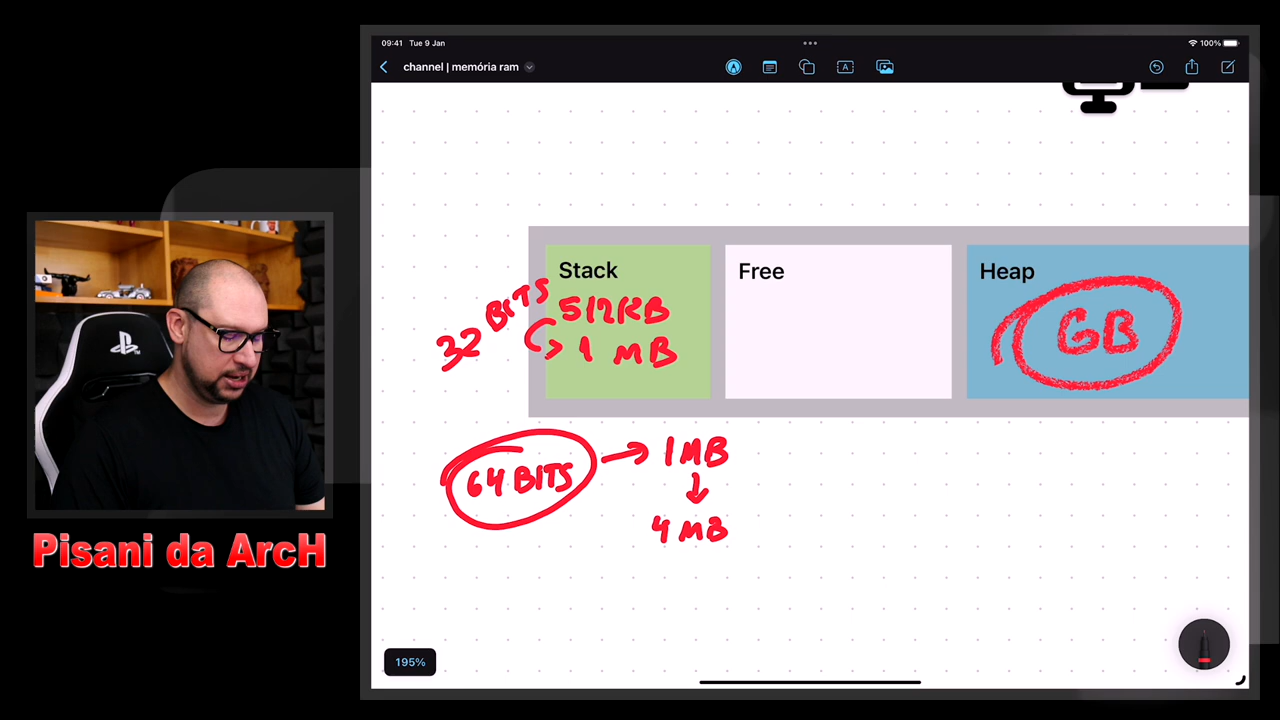 09:41 Tue 9 Jan
100%
channel | memória ram
A
Stack
Free
Heap
32 BITS
512KB
1 MB
GB
64 BITS
1MB
4 MB
Pisani da ArcH
195%